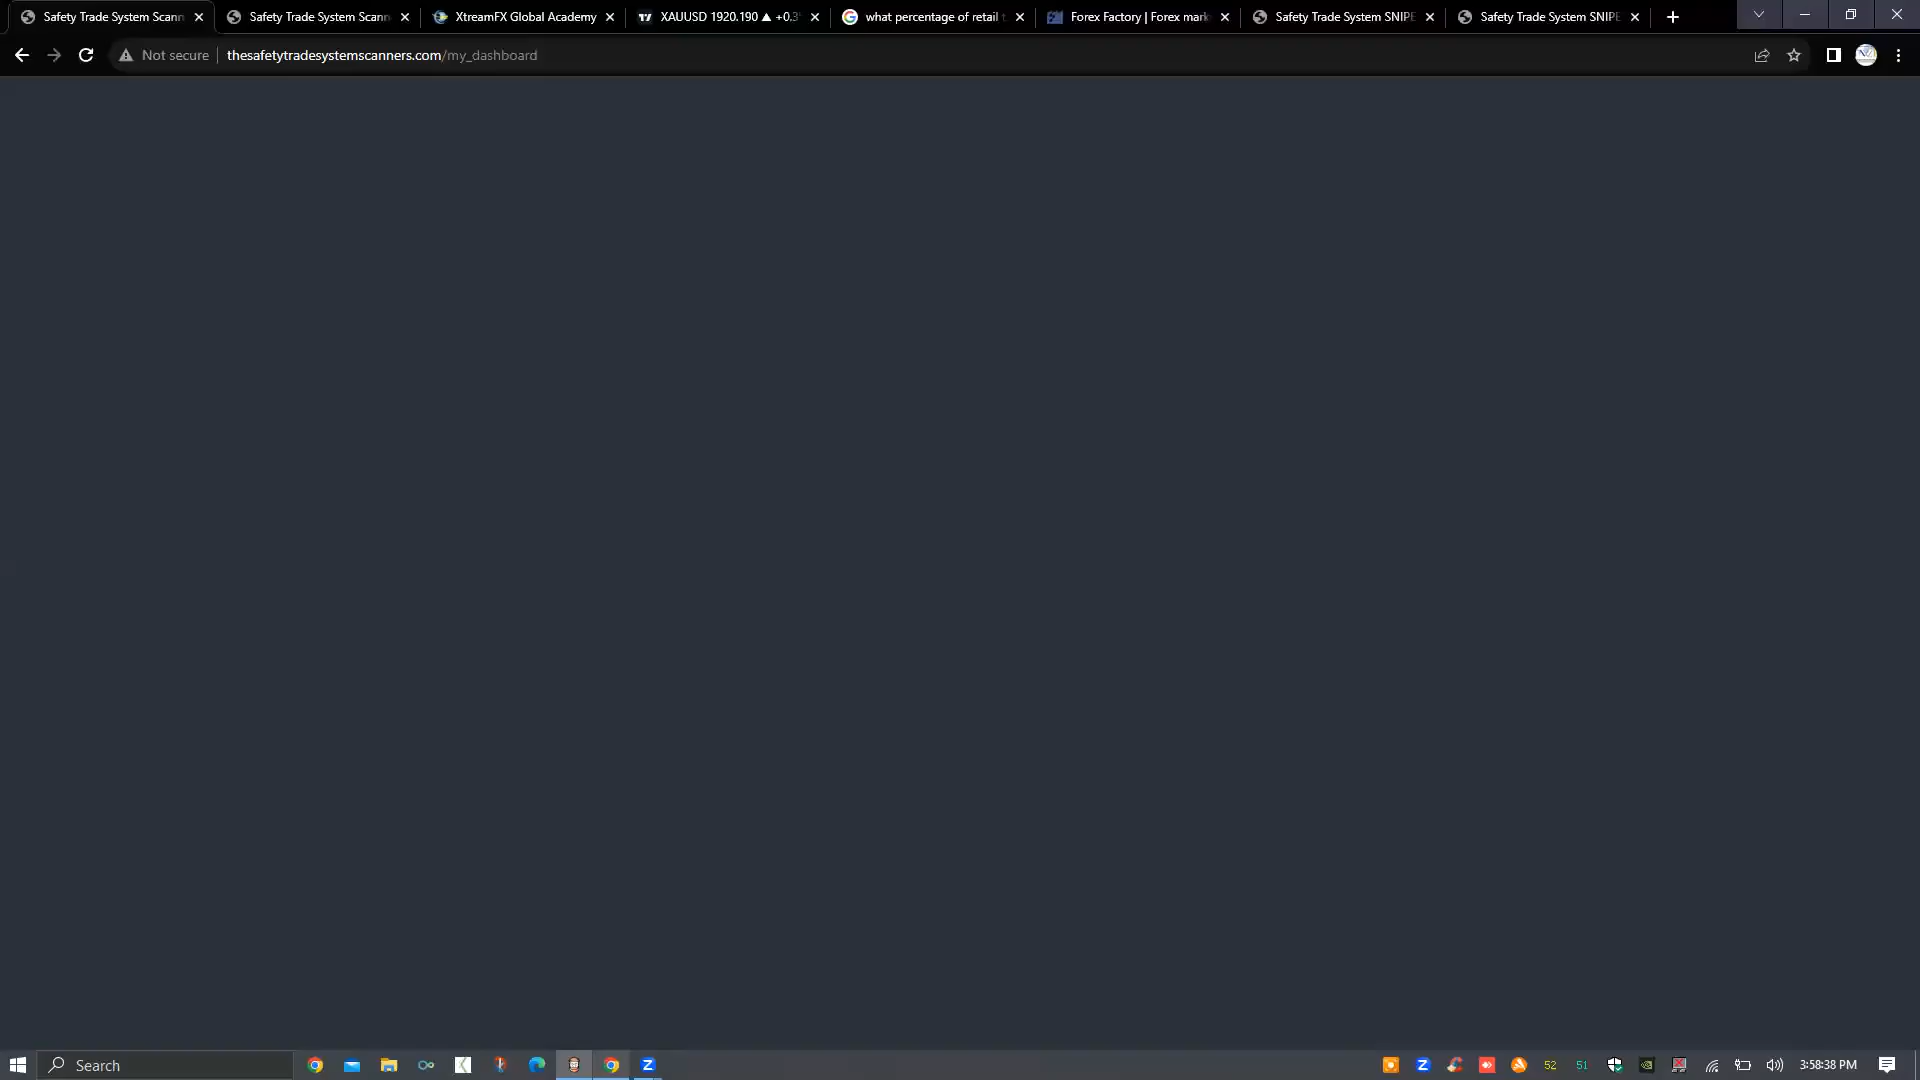 Safety Trade System Scann
Safety Trade System Scann
XtreamFX Global Academy
XAUUSD 1920.190 ▲ +0.3
what percentage of retail t
Forex Factory | Forex mark
Safety Trade System SNIPE
Safety Trade System SNIPE
Not secure
thesafetytradesystemscanners.com/my_dashboard
Search
52
51
3:58:38 PM